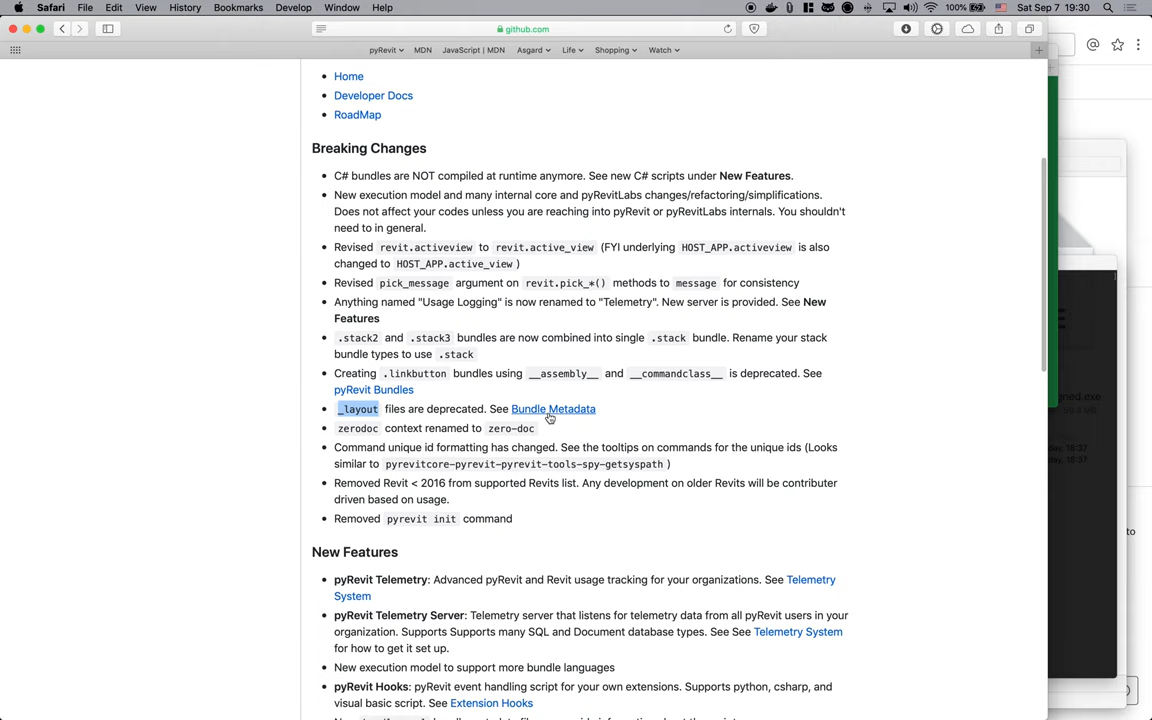 Safari File Edit View History Bookmarks Develop Window Help 100% Sat Sep 7 19:30
github.com
pyRevit MDN JavaScript | MDN Asgard Life Shopping Watch
• Home
• Developer Docs
• RoadMap
Breaking Changes
• C# bundles are NOT compiled at runtime anymore. See new C# scripts under New Features.
• New execution model and many internal core and pyRevitLabs changes/refactoring/simplifications.
Does not affect your codes unless you are reaching into pyRevit or pyRevitLabs internals. You shouldn't
need to in general.
• Revised revit.activeview to revit.active_view (FYI underlying HOST_APP.activeview is also
changed to HOST_APP.active_view )
• Revised pick_message argument on revit.pick_*() methods to message for consistency
• Anything named "Usage Logging" is now renamed to "Telemetry". New server is provided. See New
Features
• .stack2 and .stack3 bundles are now combined into single .stack bundle. Rename your stack
bundle types to use .stack
• Creating .linkbutton bundles using __assembly__ and __commandclass__ is deprecated. See
pyRevit Bundles
• _layout files are deprecated. See Bundle Metadata
• zerodoc context renamed to zero-doc
• Command unique id formatting has changed. See the tooltips on commands for the unique ids (Looks
similar to pyrevitcore-pyrevit-pyrevit-tools-spy-getsyspath )
• Removed Revit < 2016 from supported Revits list. Any development on older Revits will be contributer
driven based on usage.
• Removed pyrevit init command
New Features
• pyRevit Telemetry: Advanced pyRevit and Revit usage tracking for your organizations. See Telemetry
System
• pyRevit Telemetry Server: Telemetry server that listens for telemetry data from all pyRevit users in your
organization. Supports Supports many SQL and Document database types. See See Telemetry System
for how to get it set up.
• New execution model to support more bundle languages
• pyRevit Hooks: pyRevit event handling script for your own extensions. Supports python, csharp, and
visual basic script. See Extension Hooks
gned.exe
59.8 MB
day, 18:37
day, 18:37
to